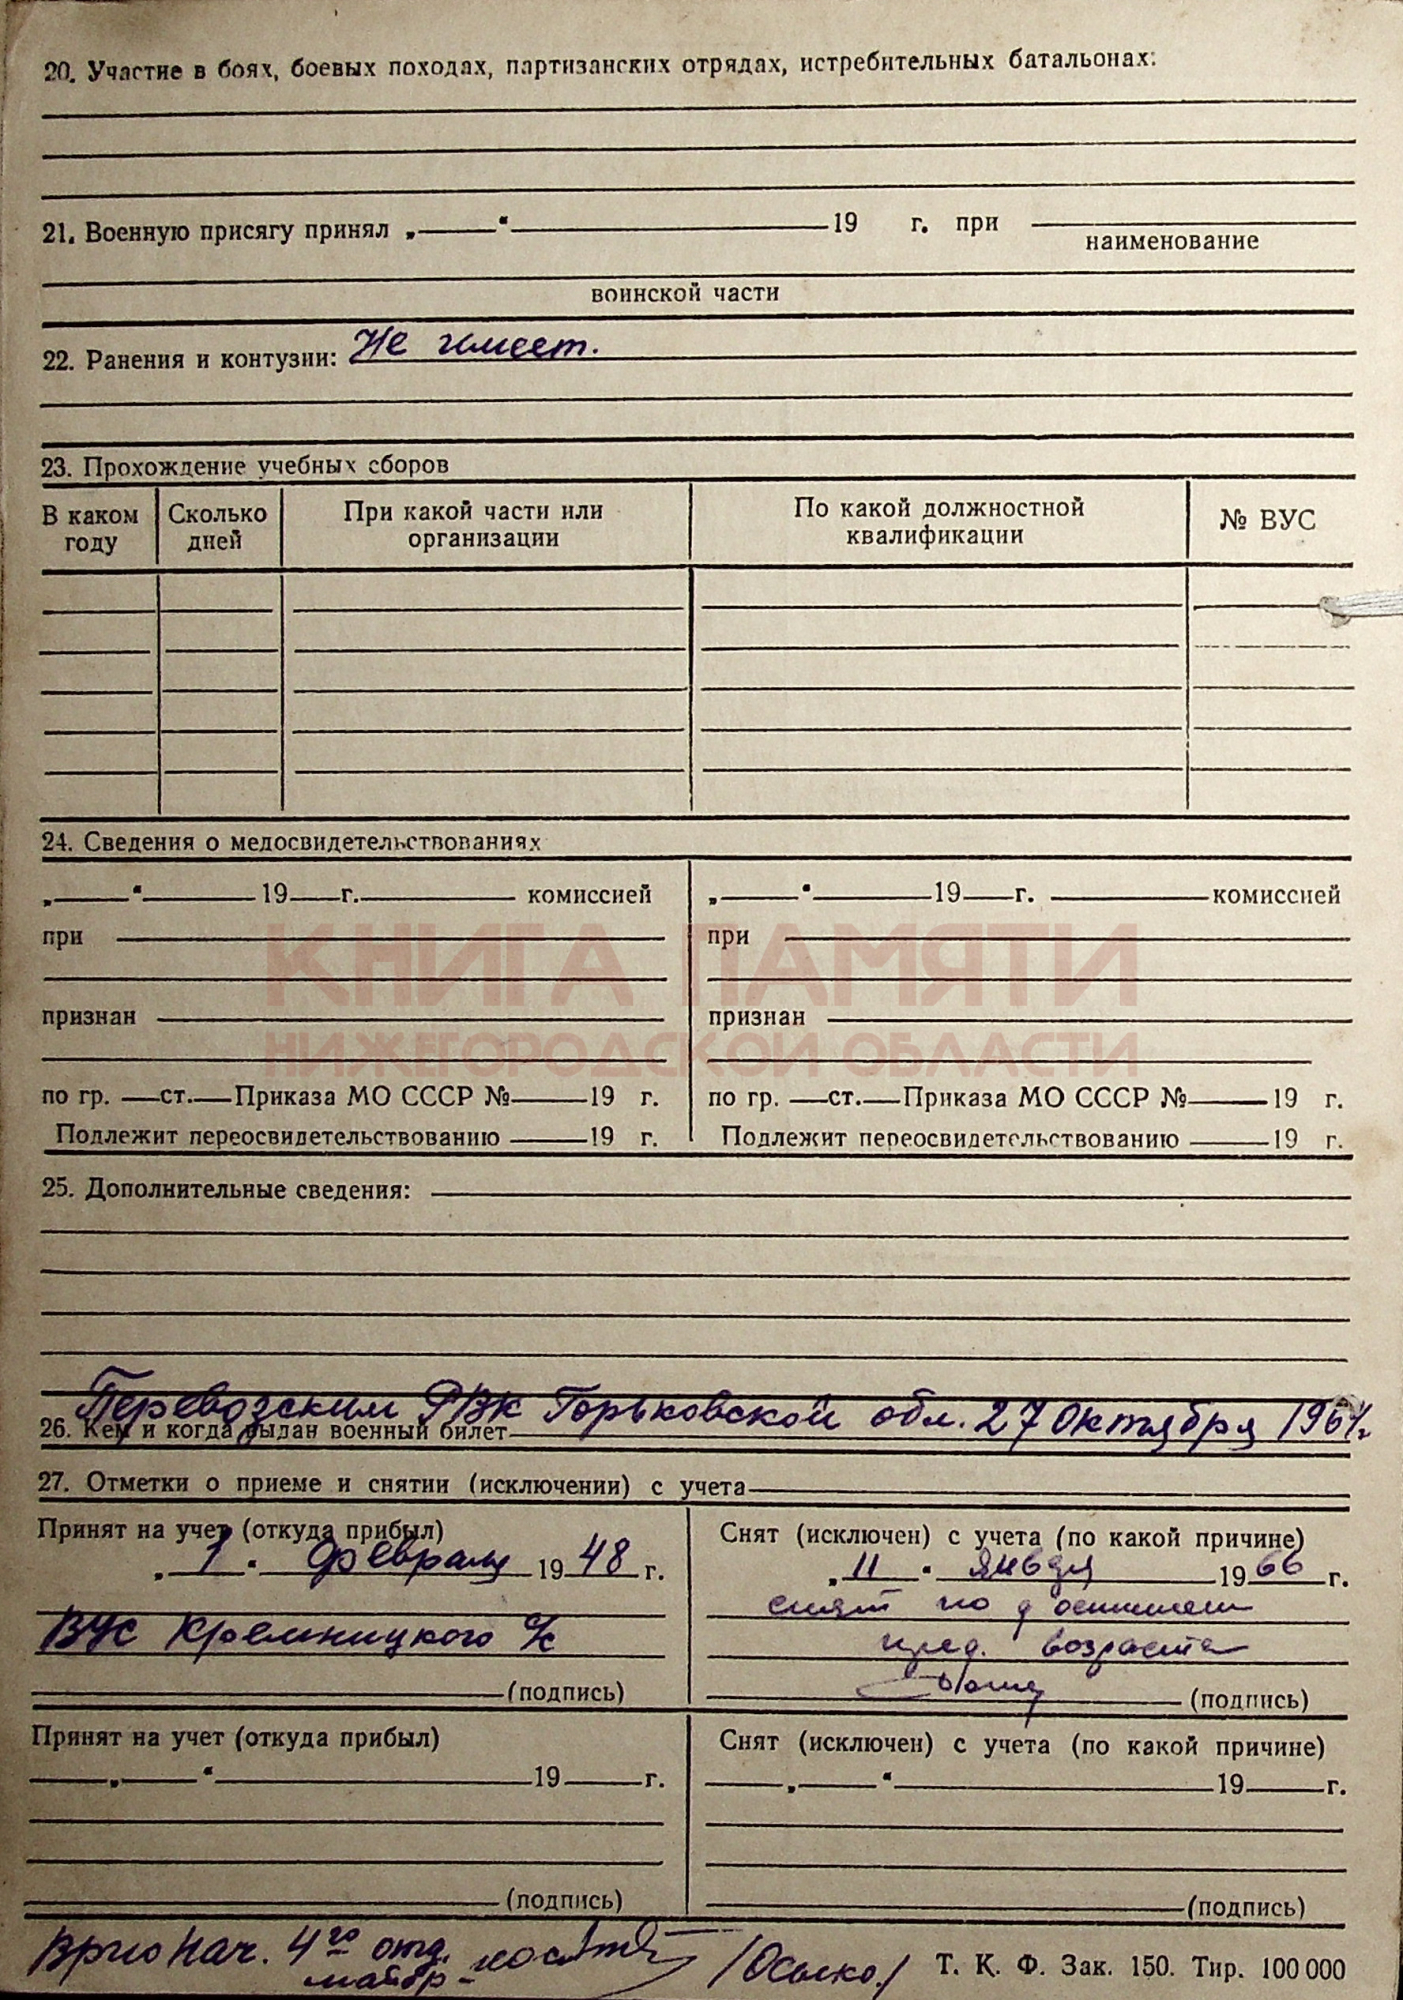 20. Участие в боях, боевых походах, партизанских отрядах, истребительных батальонах:
21. Военную присягу принял „ “ 19 г. при
наименование
воинской части
22. Ранения и контузии: Не имеет.
23. Прохождение учебных сборов
В каком году Сколько дней При какой части или организации По какой должностной квалификации № ВУС
24. Сведения о медосвидетельствованиях
„ “ 19 г. комиссией „ “ 19 г. комиссией
при при
КНИГА ПАМЯТИ
признан признан
НИЖЕГОРОДСКОЙ ОБЛАСТИ
по гр. ст. Приказа МО СССР № 19 г. по гр. ст. Приказа МО СССР № 19 г.
Подлежит переосвидетельствованию 19 г. Подлежит переосвидетельствованию 19 г.
25. Дополнительные сведения:
Перевозским РВК Горьковской обл. 27 Октября 1964г.
26. Кем и когда выдан военный билет
27. Отметки о приеме и снятии (исключении) с учета
Принят на учет (откуда прибыл) Снят (исключен) с учета (по какой причине)
„1“ февраля 1948 г. „11“ января 1966 г.
снят по
ВУС пред. возраста
(подпись) (подпись)
Принят на учет (откуда прибыл) Снят (исключен) с учета (по какой причине)
„ “ 19 г. „ “ 19 г.
(подпись) (подпись)
Врио Нач. 4го отд.
майор /Осыко/ Т. К. Ф. Зак. 150. Тир. 100 000